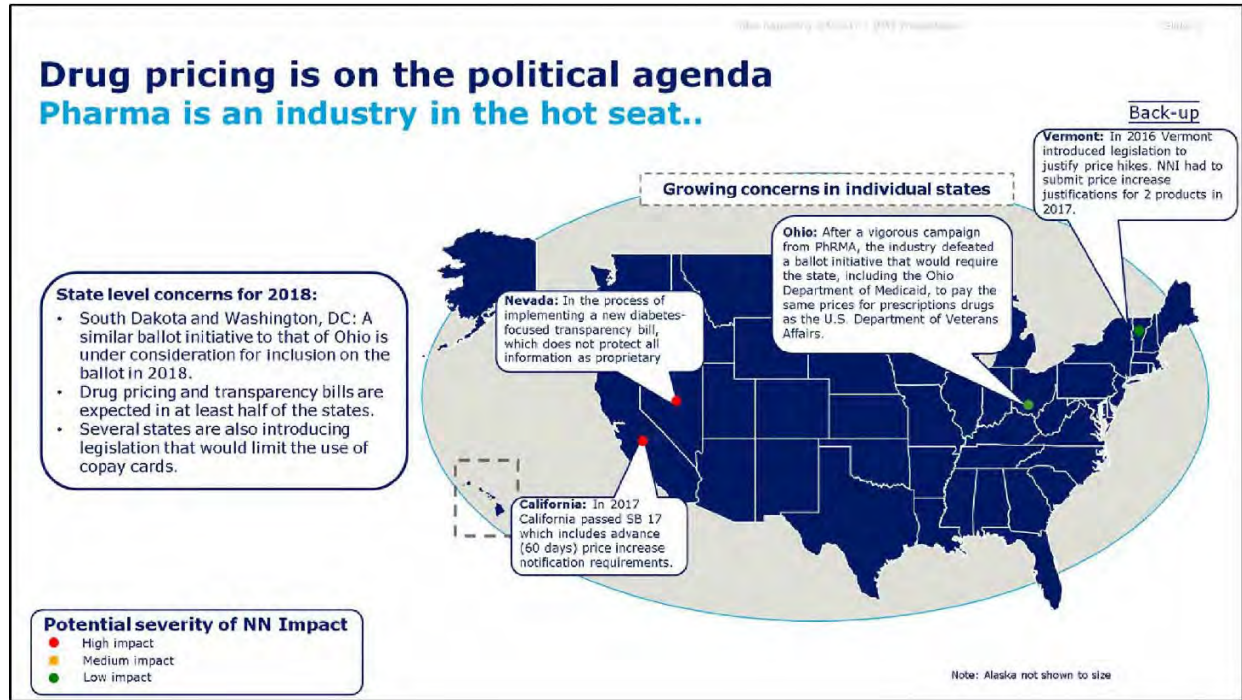 Drug pricing is on the political agenda
Pharma is an industry in the hot seat..
Back-up
Growing concerns in individual states
Vermont: In 2016 Vermont
introduced legislation to
justify price hikes. NNI had to
submit price increase
justifications for 2 products in
2017.
Ohio: After a vigorous campaign
from PhRMA, the industry defeated
a ballot initiative that would require
the state, including the Ohio
Department of Medicaid, to pay the
same prices for prescriptions drugs
as the U.S. Department of Veterans
Affairs.
Nevada: In the process of
implementing a new diabetes-
focused transparency bill,
which does not protect all
information as proprietary
State level concerns for 2018:
• South Dakota and Washington, DC: A
similar ballot initiative to that of Ohio is
under consideration for inclusion on the
ballot in 2018.
• Drug pricing and transparency bills are
expected in at least half of the states.
• Several states are also introducing
legislation that would limit the use of
copay cards.
California: In 2017
California passed SB 17
which includes advance
(60 days) price increase
notification requirements.
Potential severity of NN Impact
High impact
Medium impact
Low impact
Note: Alaska not shown to size